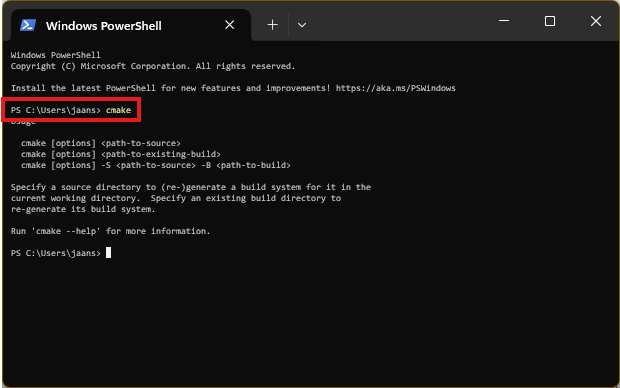 Windows PowerShell
Windows PowerShell
Copyright (C) Microsoft Corporation. All rights reserved.
Install the latest PowerShell for new features and improvements! https://aka.ms/PSWindows
PS C:\Users\jaans> cmake
Usage
cmake [options] <path-to-source>
cmake [options] <path-to-existing-build>
cmake [options] -S <path-to-source> -B <path-to-build>
Specify a source directory to (re-)generate a build system for it in the
current working directory.  Specify an existing build directory to
re-generate its build system.
Run 'cmake --help' for more information.
PS C:\Users\jaans>